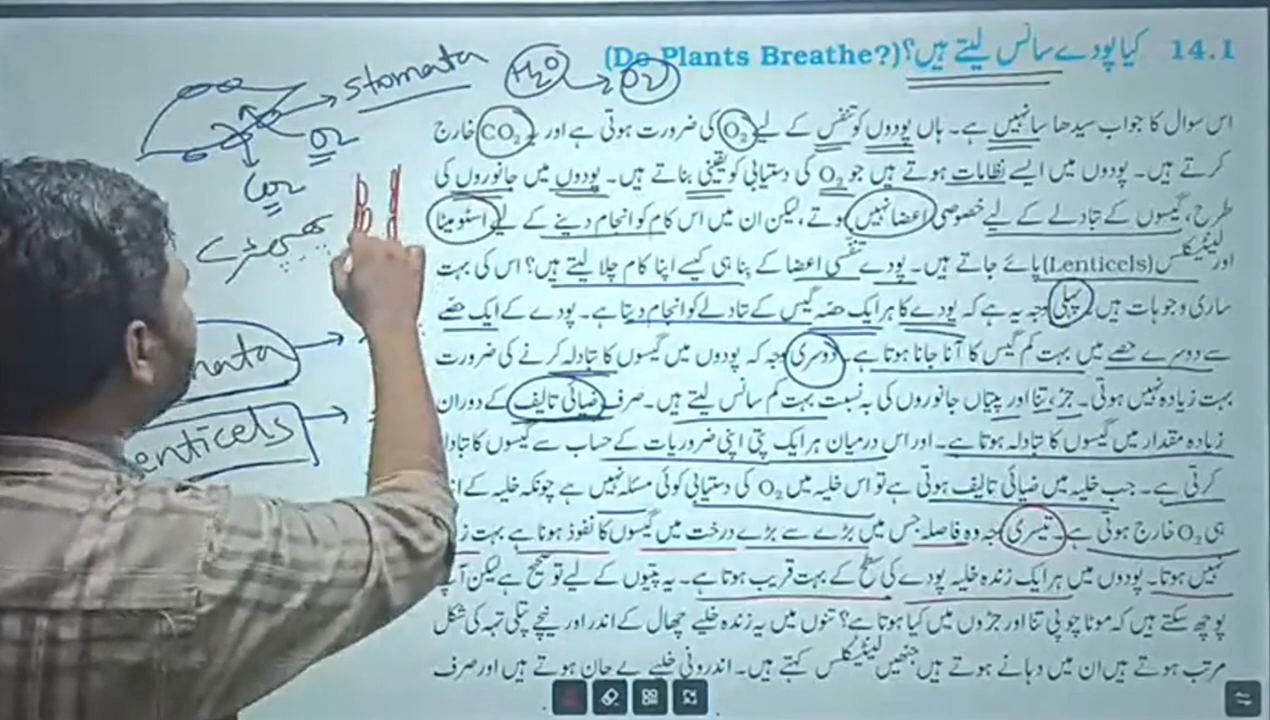 14.1 کیا پودے سانس لیتے ہیں؟ (Do Plants Breathe?)
اس سوال کا جواب سیدھا سا نہیں ہے۔ ہاں پودوں کو تنفس کے لیے O₂ کی ضرورت ہوتی ہے اور یہ CO₂ خارج
کرتے ہیں۔ پودوں میں ایسے نظامات ہوتے ہیں جو O₂ کی دستیابی کو یقینی بناتے ہیں۔ پودوں میں جانوروں کی
طرح، گیسوں کے تبادلے کے لیے خصوصی اعضا نہیں ہوتے، لیکن ان میں اس کام کو انجام دینے کے لیے اسٹومیٹا
اور لینٹیکلس (Lenticels) پائے جاتے ہیں۔ پودے تنفسی اعضا کے بنا ہی کیسے اپنا کام چلا لیتے ہیں؟ اس کی بہت
ساری وجوہات ہیں۔ پہلی وجہ یہ ہے کہ پودے کا ہر ایک حصہ گیس کے تبادلے کو انجام دیتا ہے۔ پودے کے ایک حصے
سے دوسرے حصے میں بہت کم گیس کا آنا جانا ہوتا ہے۔ دوسری وجہ کہ پودوں میں گیسوں کا تبادلہ کرنے کی ضرورت
بہت زیادہ نہیں ہوتی۔ جڑ، تنا اور پتیاں جانوروں کی بہ نسبت بہت کم سانس لیتے ہیں۔ صرف ضیائی تالیف کے دوران
زیادہ مقدار میں گیسوں کا تبادلہ ہوتا ہے۔ اور اس درمیان ہر ایک پتی اپنی ضروریات کے حساب سے گیسوں کا
کرتی ہے۔ جب خلیہ میں ضیائی تالیف ہوتی ہے تو اس خلیہ میں O₂ کی دستیابی کوئی مسئلہ نہیں ہے چونکہ خلیہ کے
ہی O₂ خارج ہوتی ہے۔ تیسری وجہ وہ فاصلہ جس میں بڑے سے بڑے درخت میں گیسوں کا نفوذ ہونا ہے بہت
نہیں ہوتا۔ پودوں میں ہر ایک زندہ خلیہ پودے کی سطح کے بہت قریب ہوتا ہے۔ یہ پتیوں کے لیے تو صحیح ہے لیکن
پوچھ سکتے ہیں کہ موٹا چوبی تنا اور جڑوں میں کیا ہوتا ہے؟ تنوں میں یہ زندہ خلیے چھال کے اندر اور نیچے پتلی تہہ کی شکل
مرتب ہوتے ہیں ان میں دہانے ہوتے ہیں جنھیں لینٹیکلس کہتے ہیں۔ اندرونی خلیے بے جان ہوتے ہیں اور صرف
stomata
H₂O → O₂
O₂
CO₂
پھیپھڑے
mata
enticels